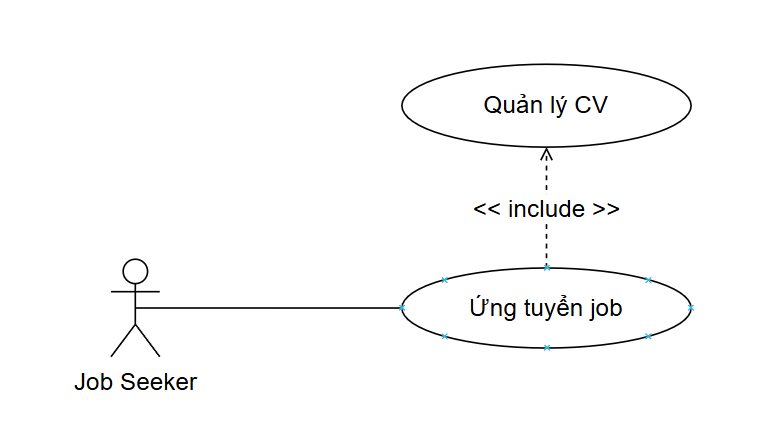 Quản lý CV
<< include >>
Ứng tuyển job
Job Seeker